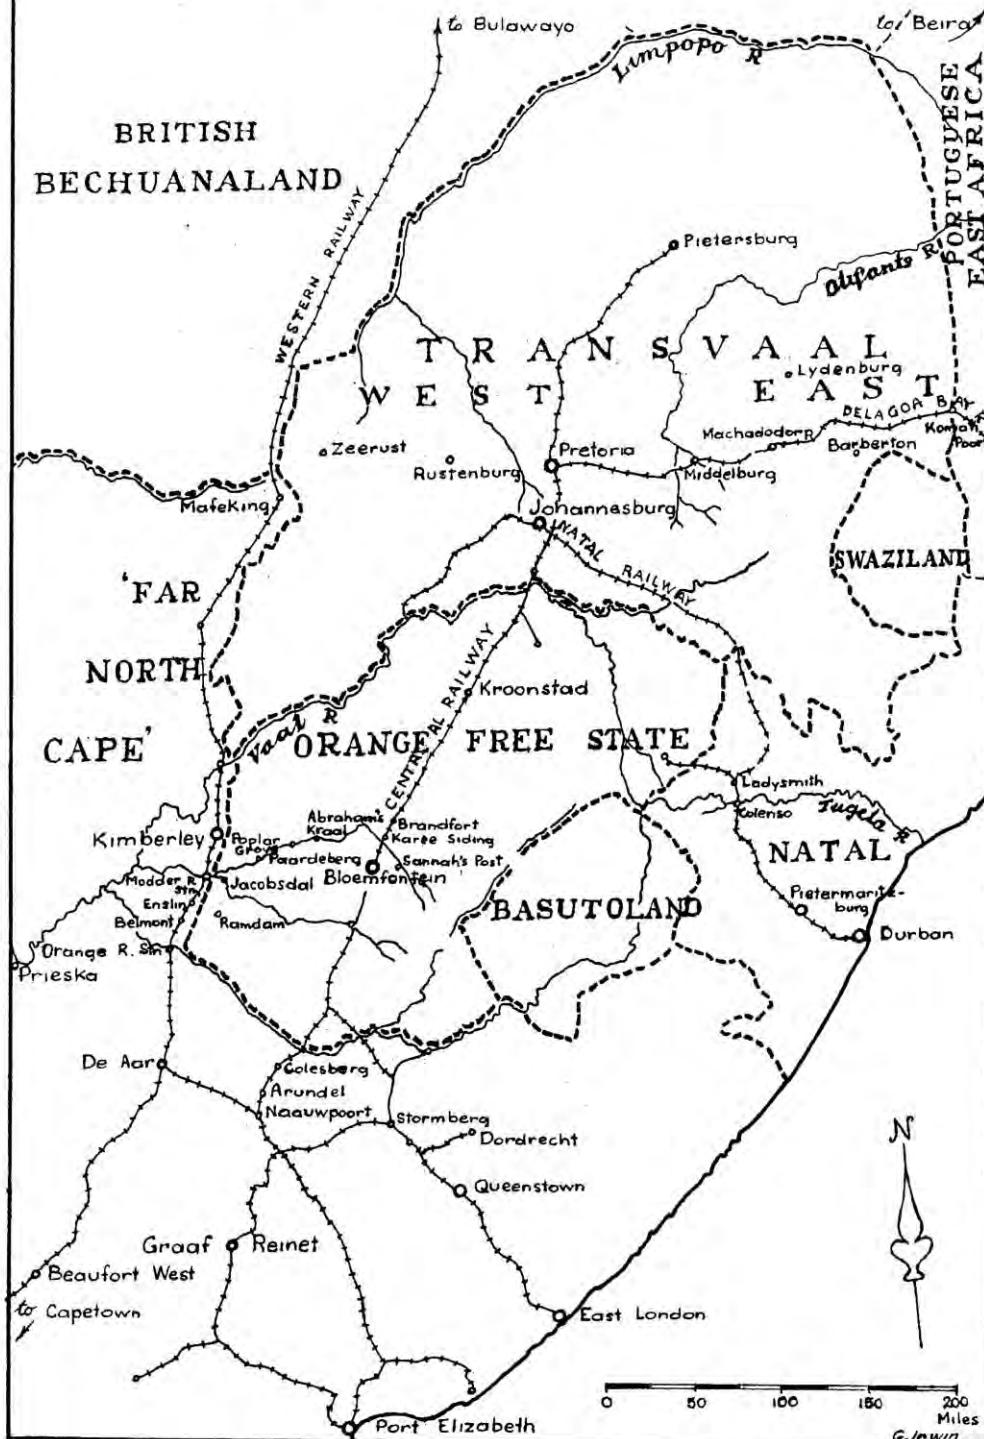 to Bulawayo
to Beira
Limpopo R
BRITISH
BECHUANALAND
PORTUGUESE
EAST AFRICA
WESTERN RAILWAY
Pietersburg
Olifants R
TRANSVAAL
WEST
EAST
Lydenburg
DELAGOA BAY
Komati
Poort
Machadodorp
Barberton
Zeerust
Rustenburg
Pretoria
Middelburg
Mafeking
Johannesburg
NATAL RAILWAY
SWAZILAND
'FAR
NORTH
CAPE'
Vaal R
CENTRAL RAILWAY
Kroonstad
ORANGE FREE STATE
Ladysmith
Colenso
Tugela R
NATAL
Kimberley
Poplar
Grove
Abraham's
Kraal
Brandfort
Karee Siding
Paardeberg
Sannah's Post
Bloemfontein
Modder R
Stn
Jacobsdal
Enslin
Belmont
Ramdam
BASUTOLAND
Pietermaritz-
burg
Durban
Orange R. Stn
Prieska
De Aar
Colesberg
Arundel
Naauwpoort
Stormberg
Dordrecht
Queenstown
N
Graaf Reinet
Beaufort West
to Capetown
East London
Port Elizabeth
0 50 100 150 200
Miles